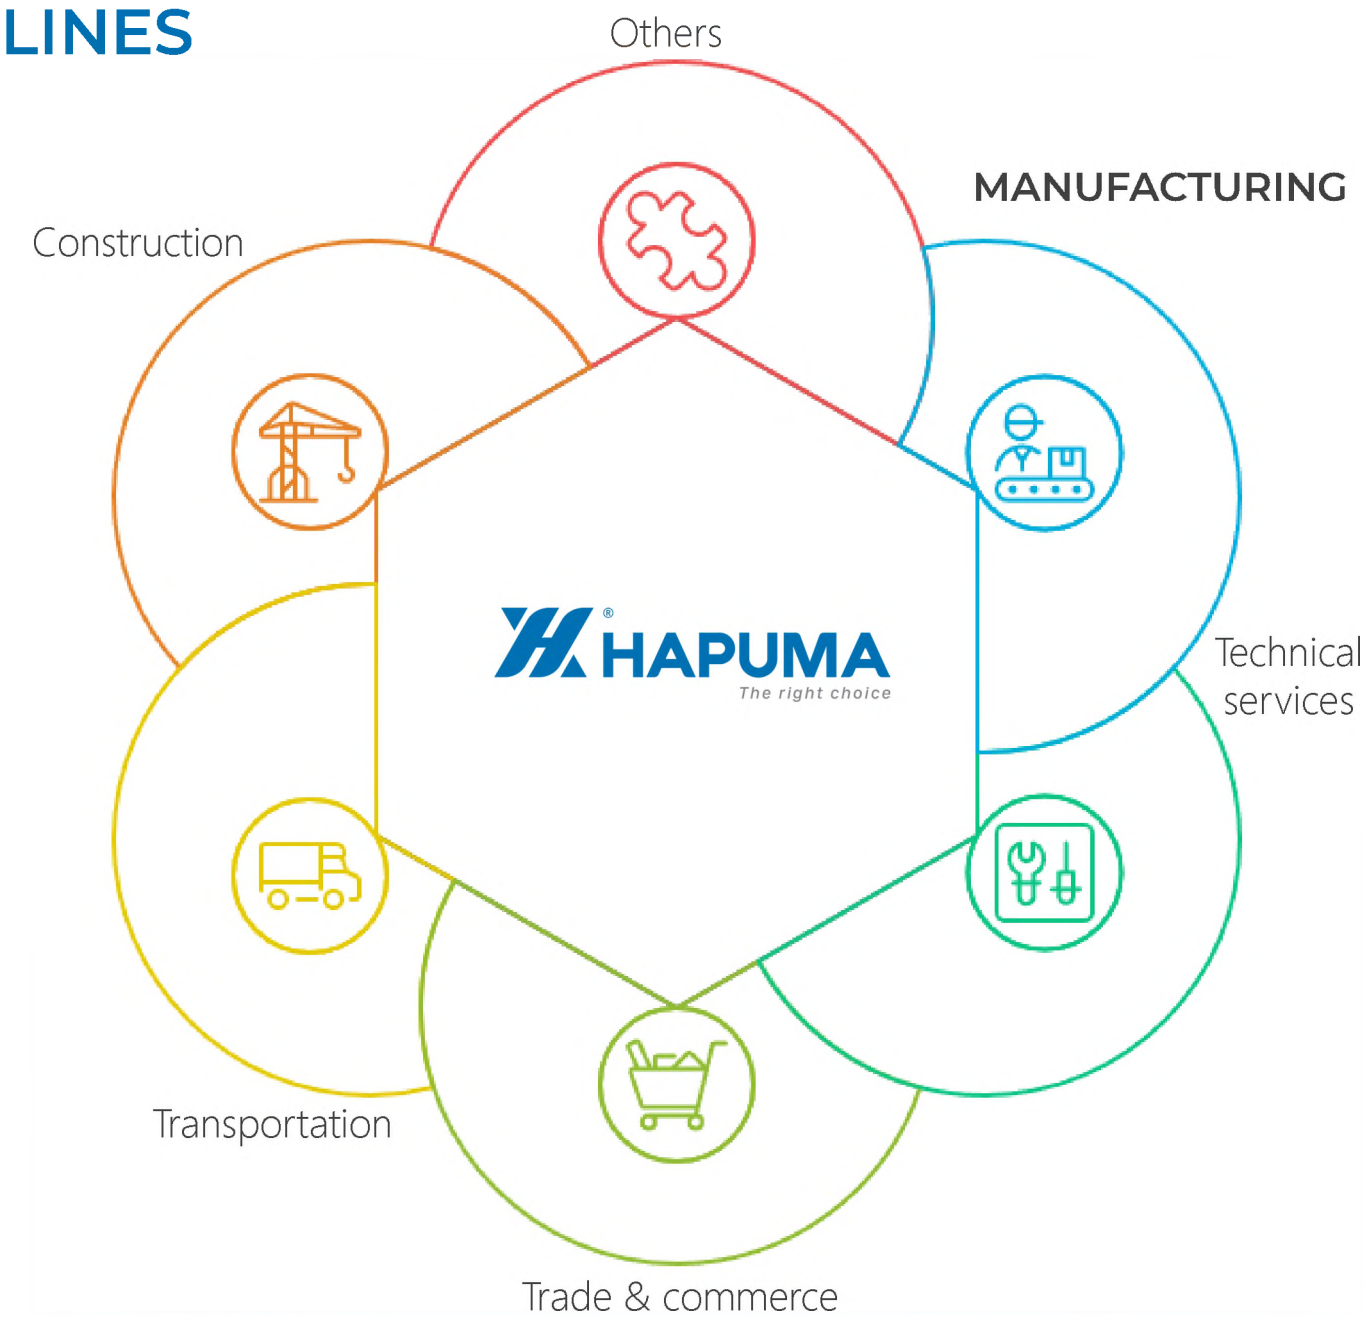 LINES
Others
MANUFACTURING
Construction
HAPUMA®
The right choice
Technical
services
Transportation
Trade & commerce